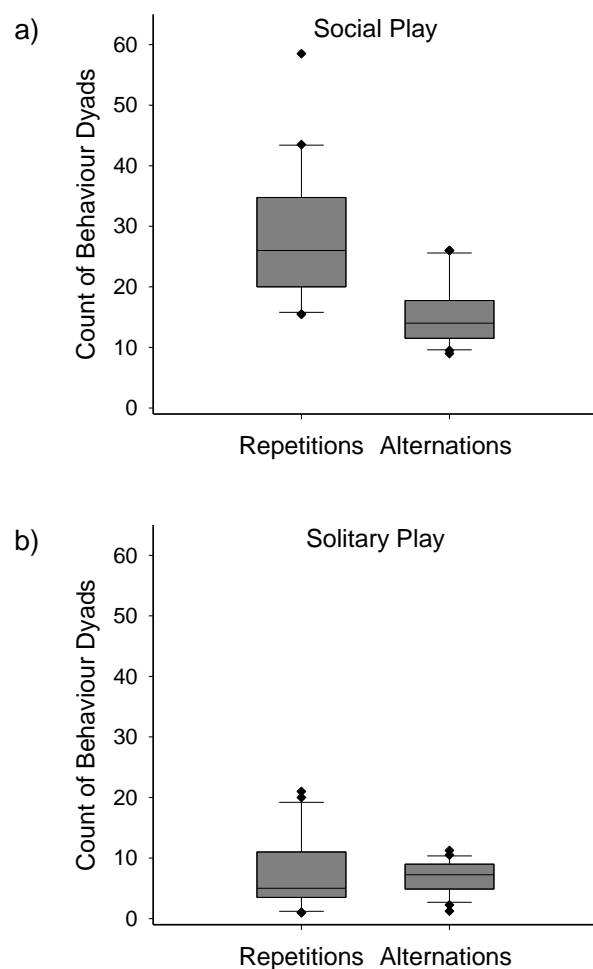 a)
Social Play
Count of Behaviour Dyads
60
50
40
30
20
10
0
Repetitions Alternations
b)
Solitary Play
Count of Behaviour Dyads
60
50
40
30
20
10
0
Repetitions Alternations